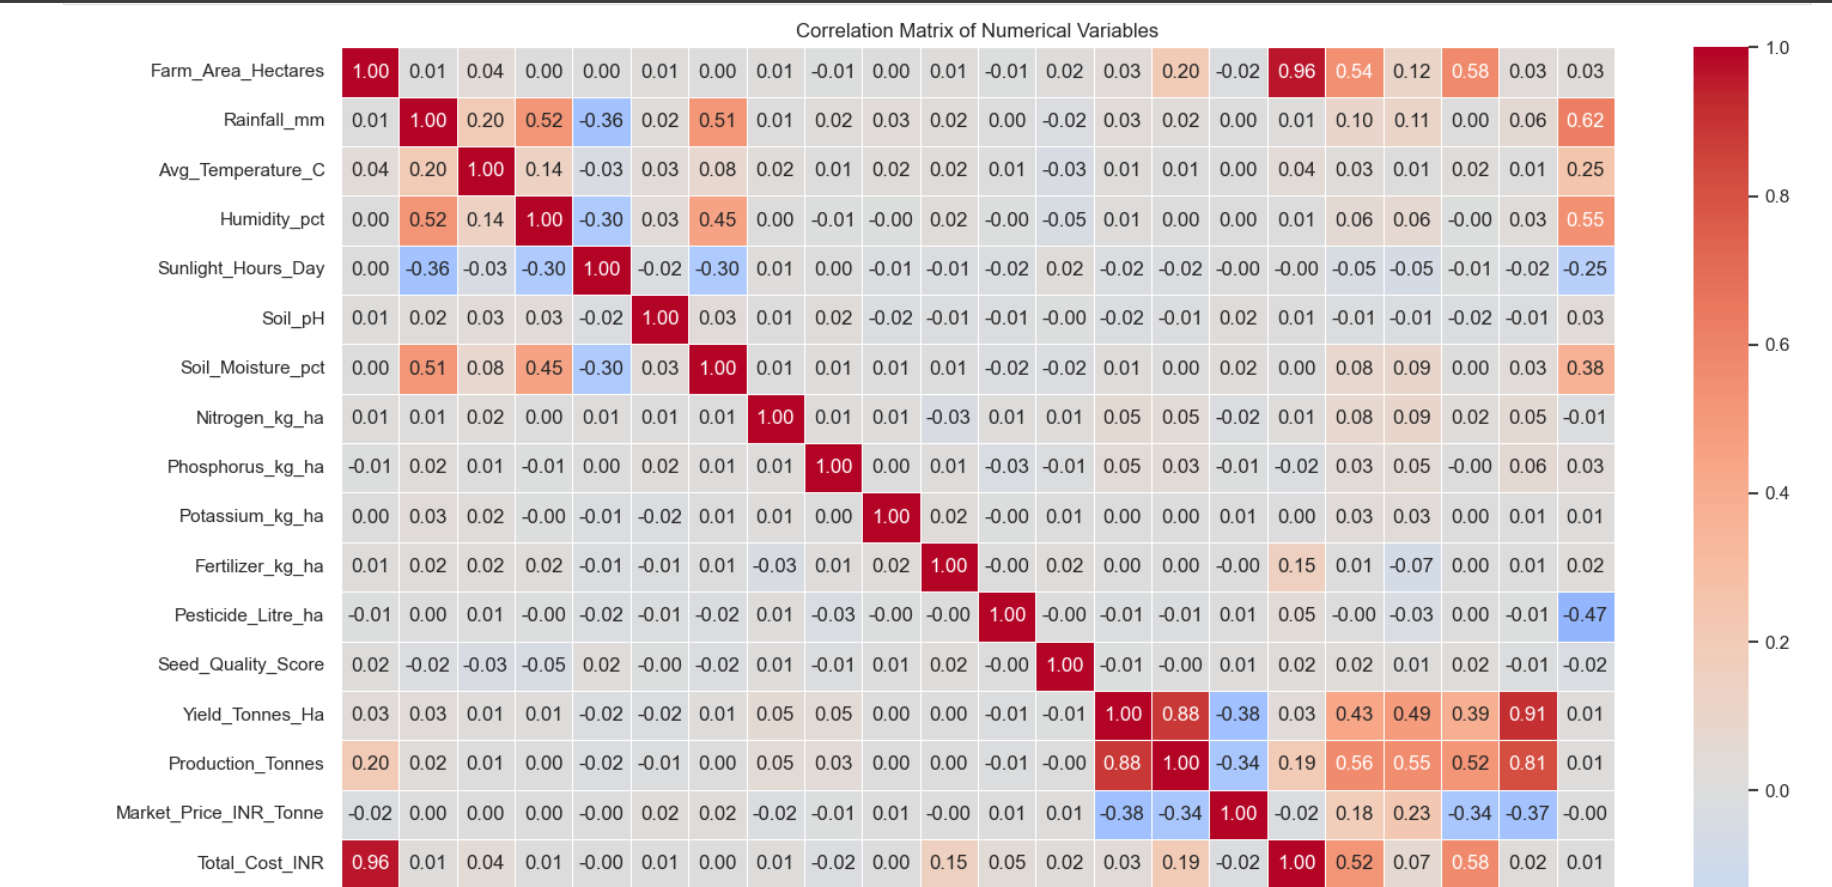 Correlation Matrix of Numerical Variables
Farm_Area_Hectares 1.00 0.01 0.04 0.00 0.00 0.01 0.00 0.01 -0.01 0.00 0.01 -0.01 0.02 0.03 0.20 -0.02 0.96 0.54 0.12 0.58 0.03 0.03
Rainfall_mm 0.01 1.00 0.20 0.52 -0.36 0.02 0.51 0.01 0.02 0.03 0.02 0.00 -0.02 0.03 0.02 0.00 0.01 0.10 0.11 0.00 0.06 0.62
Avg_Temperature_C 0.04 0.20 1.00 0.14 -0.03 0.03 0.08 0.02 0.01 0.02 0.02 0.01 -0.03 0.01 0.01 0.00 0.04 0.03 0.01 0.02 0.01 0.25
Humidity_pct 0.00 0.52 0.14 1.00 -0.30 0.03 0.45 0.00 -0.01 -0.00 0.02 -0.00 -0.05 0.01 0.00 0.00 0.01 0.06 0.06 -0.00 0.03 0.55
Sunlight_Hours_Day 0.00 -0.36 -0.03 -0.30 1.00 -0.02 -0.30 0.01 0.00 -0.01 -0.01 -0.02 0.02 -0.02 -0.02 -0.00 -0.00 -0.05 -0.05 -0.01 -0.02 -0.25
Soil_pH 0.01 0.02 0.03 0.03 -0.02 1.00 0.03 0.01 0.02 -0.02 -0.01 -0.01 -0.00 -0.02 -0.01 0.02 0.01 -0.01 -0.01 -0.02 -0.01 0.03
Soil_Moisture_pct 0.00 0.51 0.08 0.45 -0.30 0.03 1.00 0.01 0.01 0.01 0.01 -0.02 -0.02 0.01 0.00 0.02 0.00 0.08 0.09 0.00 0.03 0.38
Nitrogen_kg_ha 0.01 0.01 0.02 0.00 0.01 0.01 0.01 1.00 0.01 0.01 -0.03 0.01 0.01 0.05 0.05 -0.02 0.01 0.08 0.09 0.02 0.05 -0.01
Phosphorus_kg_ha -0.01 0.02 0.01 -0.01 0.00 0.02 0.01 0.01 1.00 0.00 0.01 -0.03 -0.01 0.05 0.03 -0.01 -0.02 0.03 0.05 -0.00 0.06 0.03
Potassium_kg_ha 0.00 0.03 0.02 -0.00 -0.01 -0.02 0.01 0.01 0.00 1.00 0.02 -0.00 0.01 0.00 0.00 0.01 0.00 0.03 0.03 0.00 0.01 0.01
Fertilizer_kg_ha 0.01 0.02 0.02 0.02 -0.01 -0.01 0.01 -0.03 0.01 0.02 1.00 -0.00 0.02 0.00 0.00 -0.00 0.15 0.01 -0.07 0.00 0.01 0.02
Pesticide_Litre_ha -0.01 0.00 0.01 -0.00 -0.02 -0.01 -0.02 0.01 -0.03 -0.00 -0.00 1.00 -0.00 -0.01 -0.01 0.01 0.05 -0.00 -0.03 0.00 -0.01 -0.47
Seed_Quality_Score 0.02 -0.02 -0.03 -0.05 0.02 -0.00 -0.02 0.01 -0.01 0.01 0.02 -0.00 1.00 -0.01 -0.00 0.01 0.02 0.02 0.01 0.02 -0.01 -0.02
Yield_Tonnes_Ha 0.03 0.03 0.01 0.01 -0.02 -0.02 0.01 0.05 0.05 0.00 0.00 -0.01 -0.01 1.00 0.88 -0.38 0.03 0.43 0.49 0.39 0.91 0.01
Production_Tonnes 0.20 0.02 0.01 0.00 -0.02 -0.01 0.00 0.05 0.03 0.00 0.00 -0.01 -0.00 0.88 1.00 -0.34 0.19 0.56 0.55 0.52 0.81 0.01
Market_Price_INR_Tonne -0.02 0.00 0.00 0.00 -0.00 0.02 0.02 -0.02 -0.01 0.01 -0.00 0.01 0.01 -0.38 -0.34 1.00 -0.02 0.18 0.23 -0.34 -0.37 -0.00
Total_Cost_INR 0.96 0.01 0.04 0.01 -0.00 0.01 0.00 0.01 -0.02 0.00 0.15 0.05 0.02 0.03 0.19 -0.02 1.00 0.52 0.07 0.58 0.02 0.01
1.0
0.8
0.6
0.4
0.2
0.0